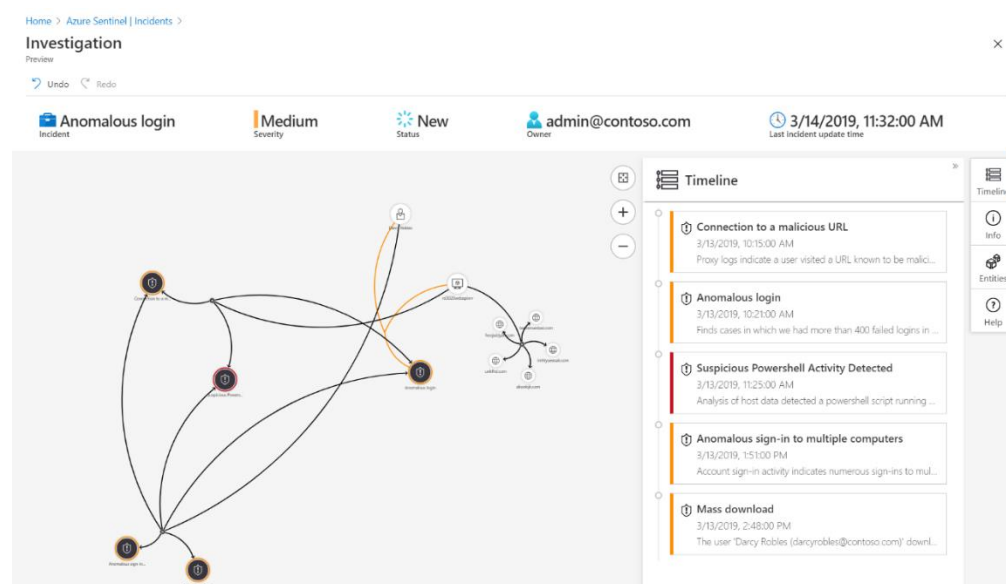 Home > Azure Sentinel | Incidents >
Investigation
Preview
Undo Redo
Anomalous login
Incident
Medium
Severity
New
Status
admin@contoso.com
Owner
3/14/2019, 11:32:00 AM
Last incident update time
Timeline
Connection to a malicious URL
3/13/2019, 10:15:00 AM
Proxy logs indicate a user visited a URL known to be malici...
Anomalous login
3/13/2019, 10:21:00 AM
Finds cases in which we had more than 400 failed logins in ...
Suspicious Powershell Activity Detected
3/13/2019, 11:25:00 AM
Analysis of host data detected a powershell script running ...
Anomalous sign-in to multiple computers
3/13/2019, 1:51:00 PM
Account sign-in activity indicates numerous sign-ins to mul...
Mass download
3/13/2019, 2:48:00 PM
The user 'Darcy Robles (darcyrobles@contoso.com)' downl...
Timeline
Info
Entities
Help
Anomalous login
Anomalous sign in...